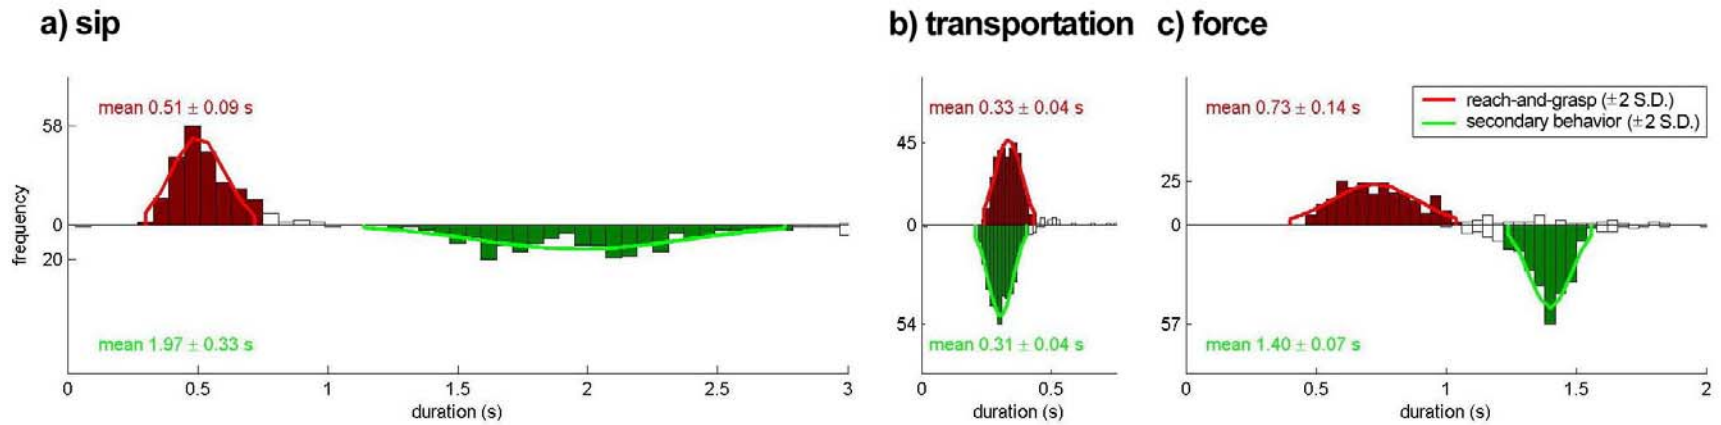 a) sip
b) transportation
c) force
mean 0.51 ± 0.09 s
58
0
20
frequency
mean 1.97 ± 0.33 s
0 0.5 1 1.5 2 2.5 3
duration (s)
mean 0.33 ± 0.04 s
45
0
54
mean 0.31 ± 0.04 s
0 0.5
duration (s)
mean 0.73 ± 0.14 s
reach-and-grasp (±2 S.D.)
secondary behavior (±2 S.D.)
25
0
57
mean 1.40 ± 0.07 s
0 0.5 1 1.5 2
duration (s)